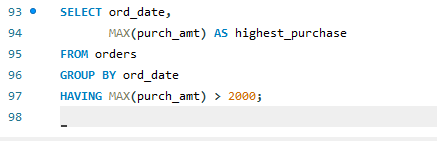 93 SELECT ord_date,
94 MAX(purch_amt) AS highest_purchase
95 FROM orders
96 GROUP BY ord_date
97 HAVING MAX(purch_amt) > 2000;
98